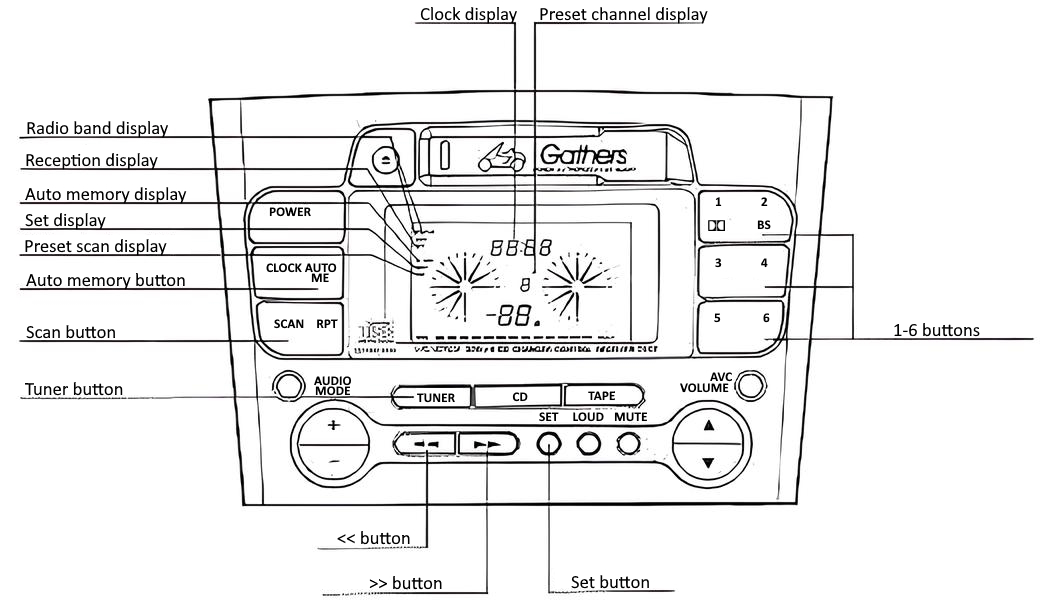 Clock display
Preset channel display
Radio band display
Reception display
Auto memory display
Set display
Preset scan display
Auto memory button
Scan button
Tuner button
Gathers
POWER
CLOCK AUTO
ME
SCAN RPT
1 2
BS
3 4
5 6
1-6 buttons
88:88
8
-88.
AUDIO
MODE
AVC
VOLUME
TUNER
CD
TAPE
SET LOUD MUTE
+
−
<< button
>> button
Set button